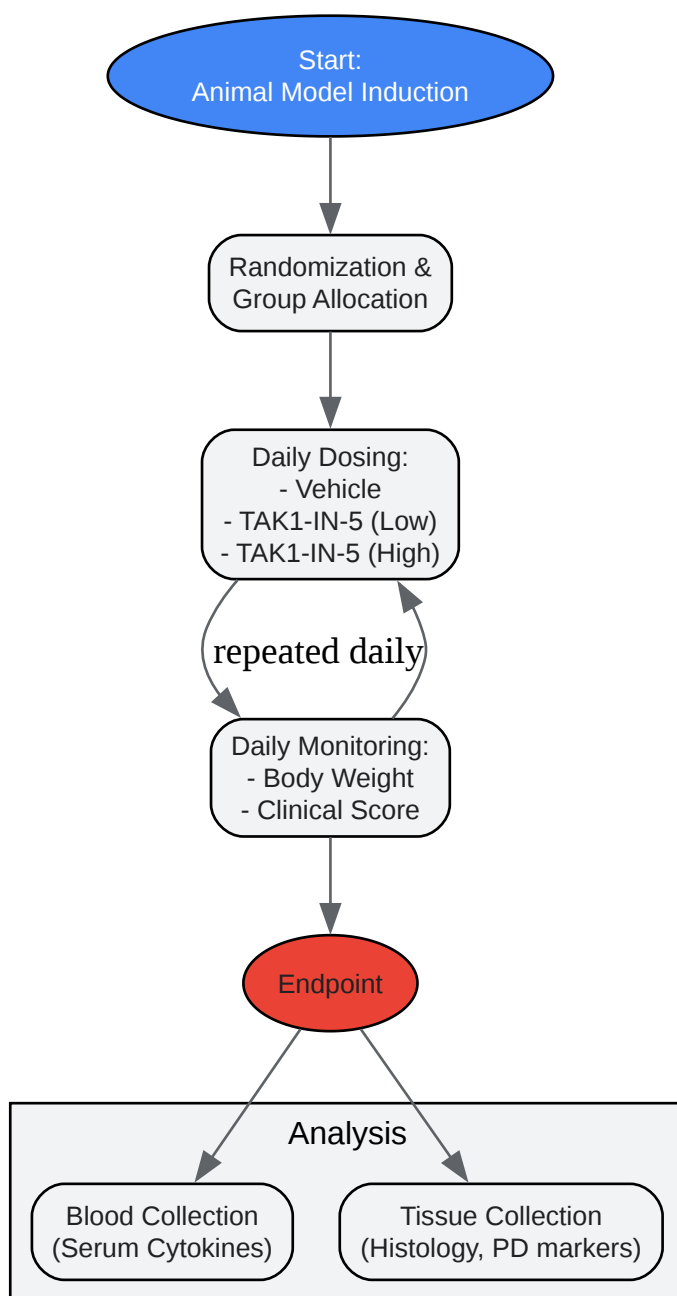 Start:
Animal Model Induction
Randomization &
Group Allocation
Daily Dosing:
- Vehicle
- TAK1-IN-5 (Low)
- TAK1-IN-5 (High)
repeated daily
Daily Monitoring:
- Body Weight
- Clinical Score
Endpoint
Analysis
Blood Collection
(Serum Cytokines)
Tissue Collection
(Histology, PD markers)